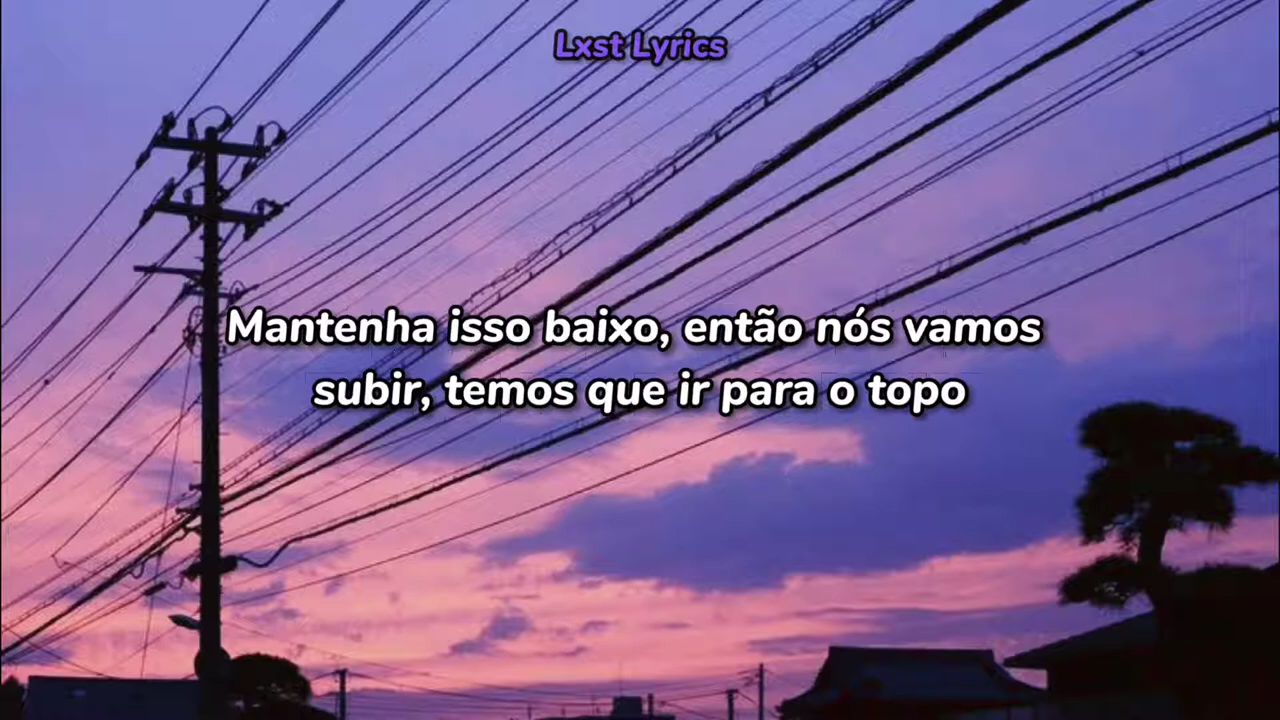 Lxst Lyrics
Mantenha isso baixo, então nós vamos
subir, temos que ir para o topo